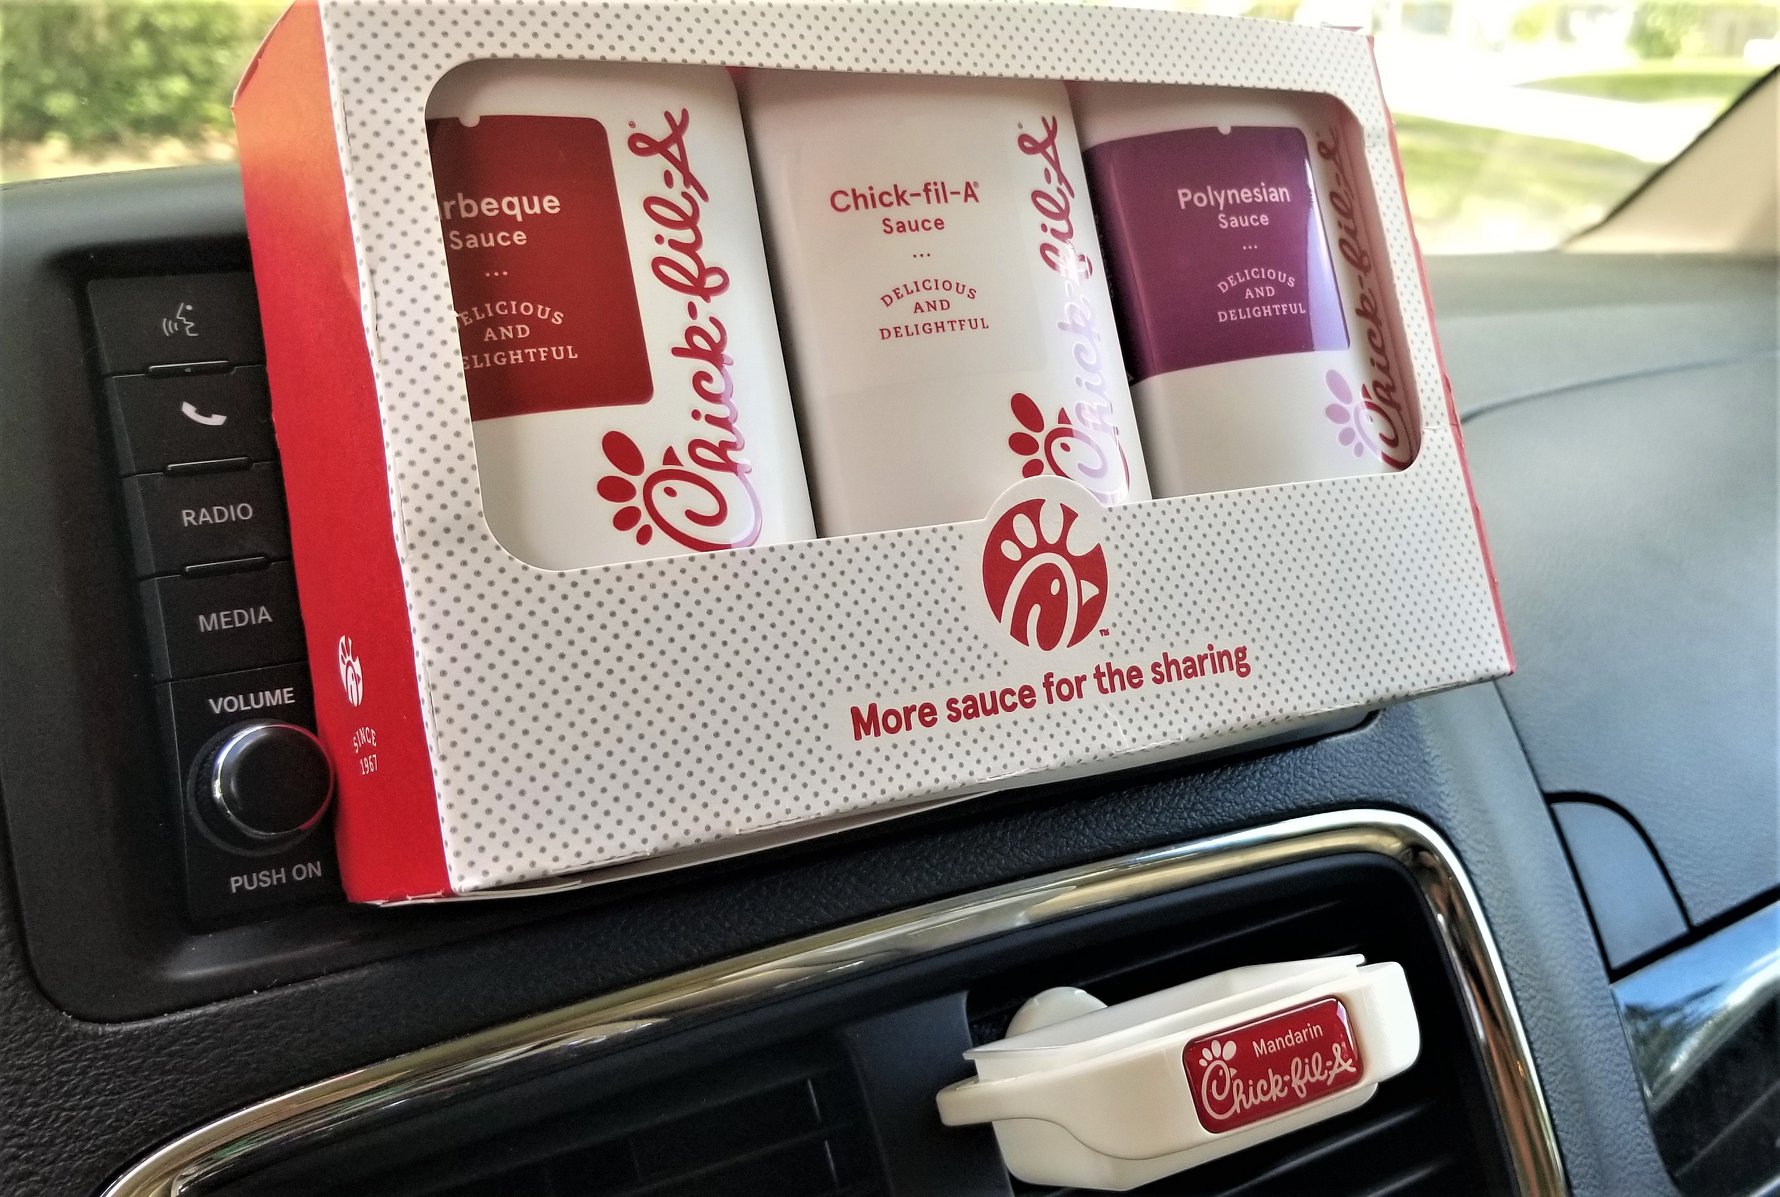 rbeque
Sauce
...
ELICIOUS
AND
ELIGHTFUL
Chick-fil-A®
Chick-fil-A®
Sauce
...
DELICIOUS
AND
DELIGHTFUL
Chick-fil-A®
Polynesian
Sauce
...
DELICIOUS
AND
DELIGHTFUL
Chick-fil-A
™
More sauce for the sharing
SINCE
1967
RADIO
MEDIA
VOLUME
PUSH ON
Mandarin
Chick-fil-A